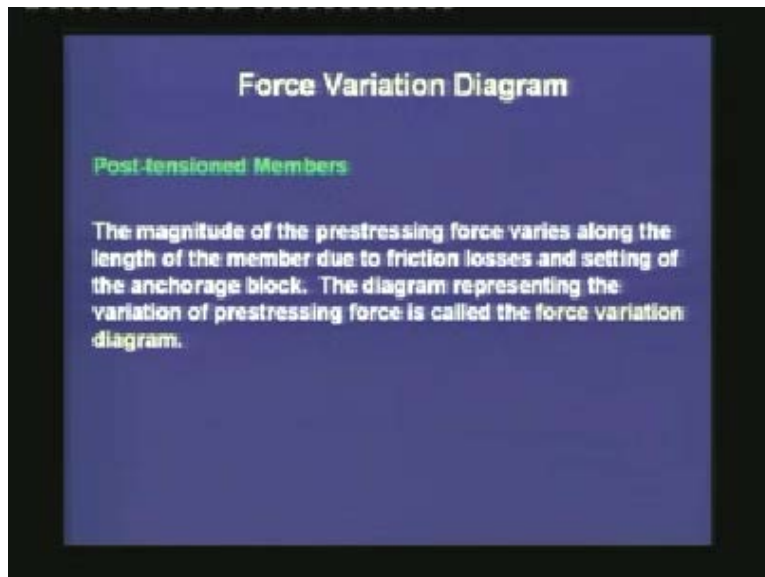 Force Variation Diagram
Post-tensioned Members
The magnitude of the prestressing force varies along the
length of the member due to friction losses and setting of
the anchorage block. The diagram representing the
variation of prestressing force is called the force variation
diagram.